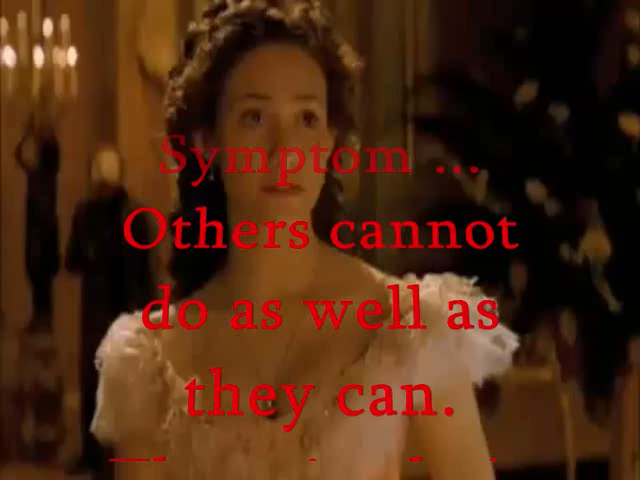 Symptom ...
Others cannot
do as well as
they can.